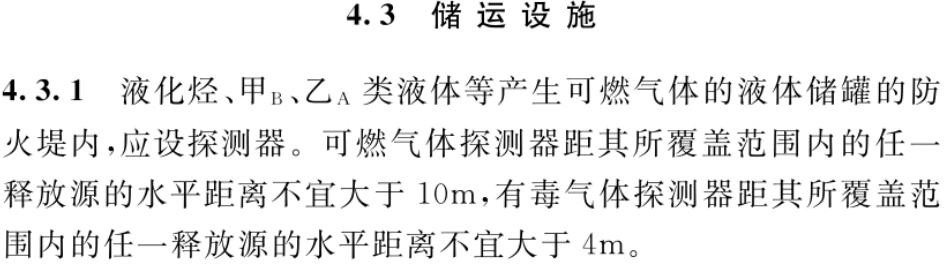 4.3 储运设施
4.3.1 液化烃、甲B、乙A 类液体等产生可燃气体的液体储罐的防
火堤内,应设探测器。可燃气体探测器距其所覆盖范围内的任一
释放源的水平距离不宜大于 10m,有毒气体探测器距其所覆盖范
围内的任一释放源的水平距离不宜大于 4m。